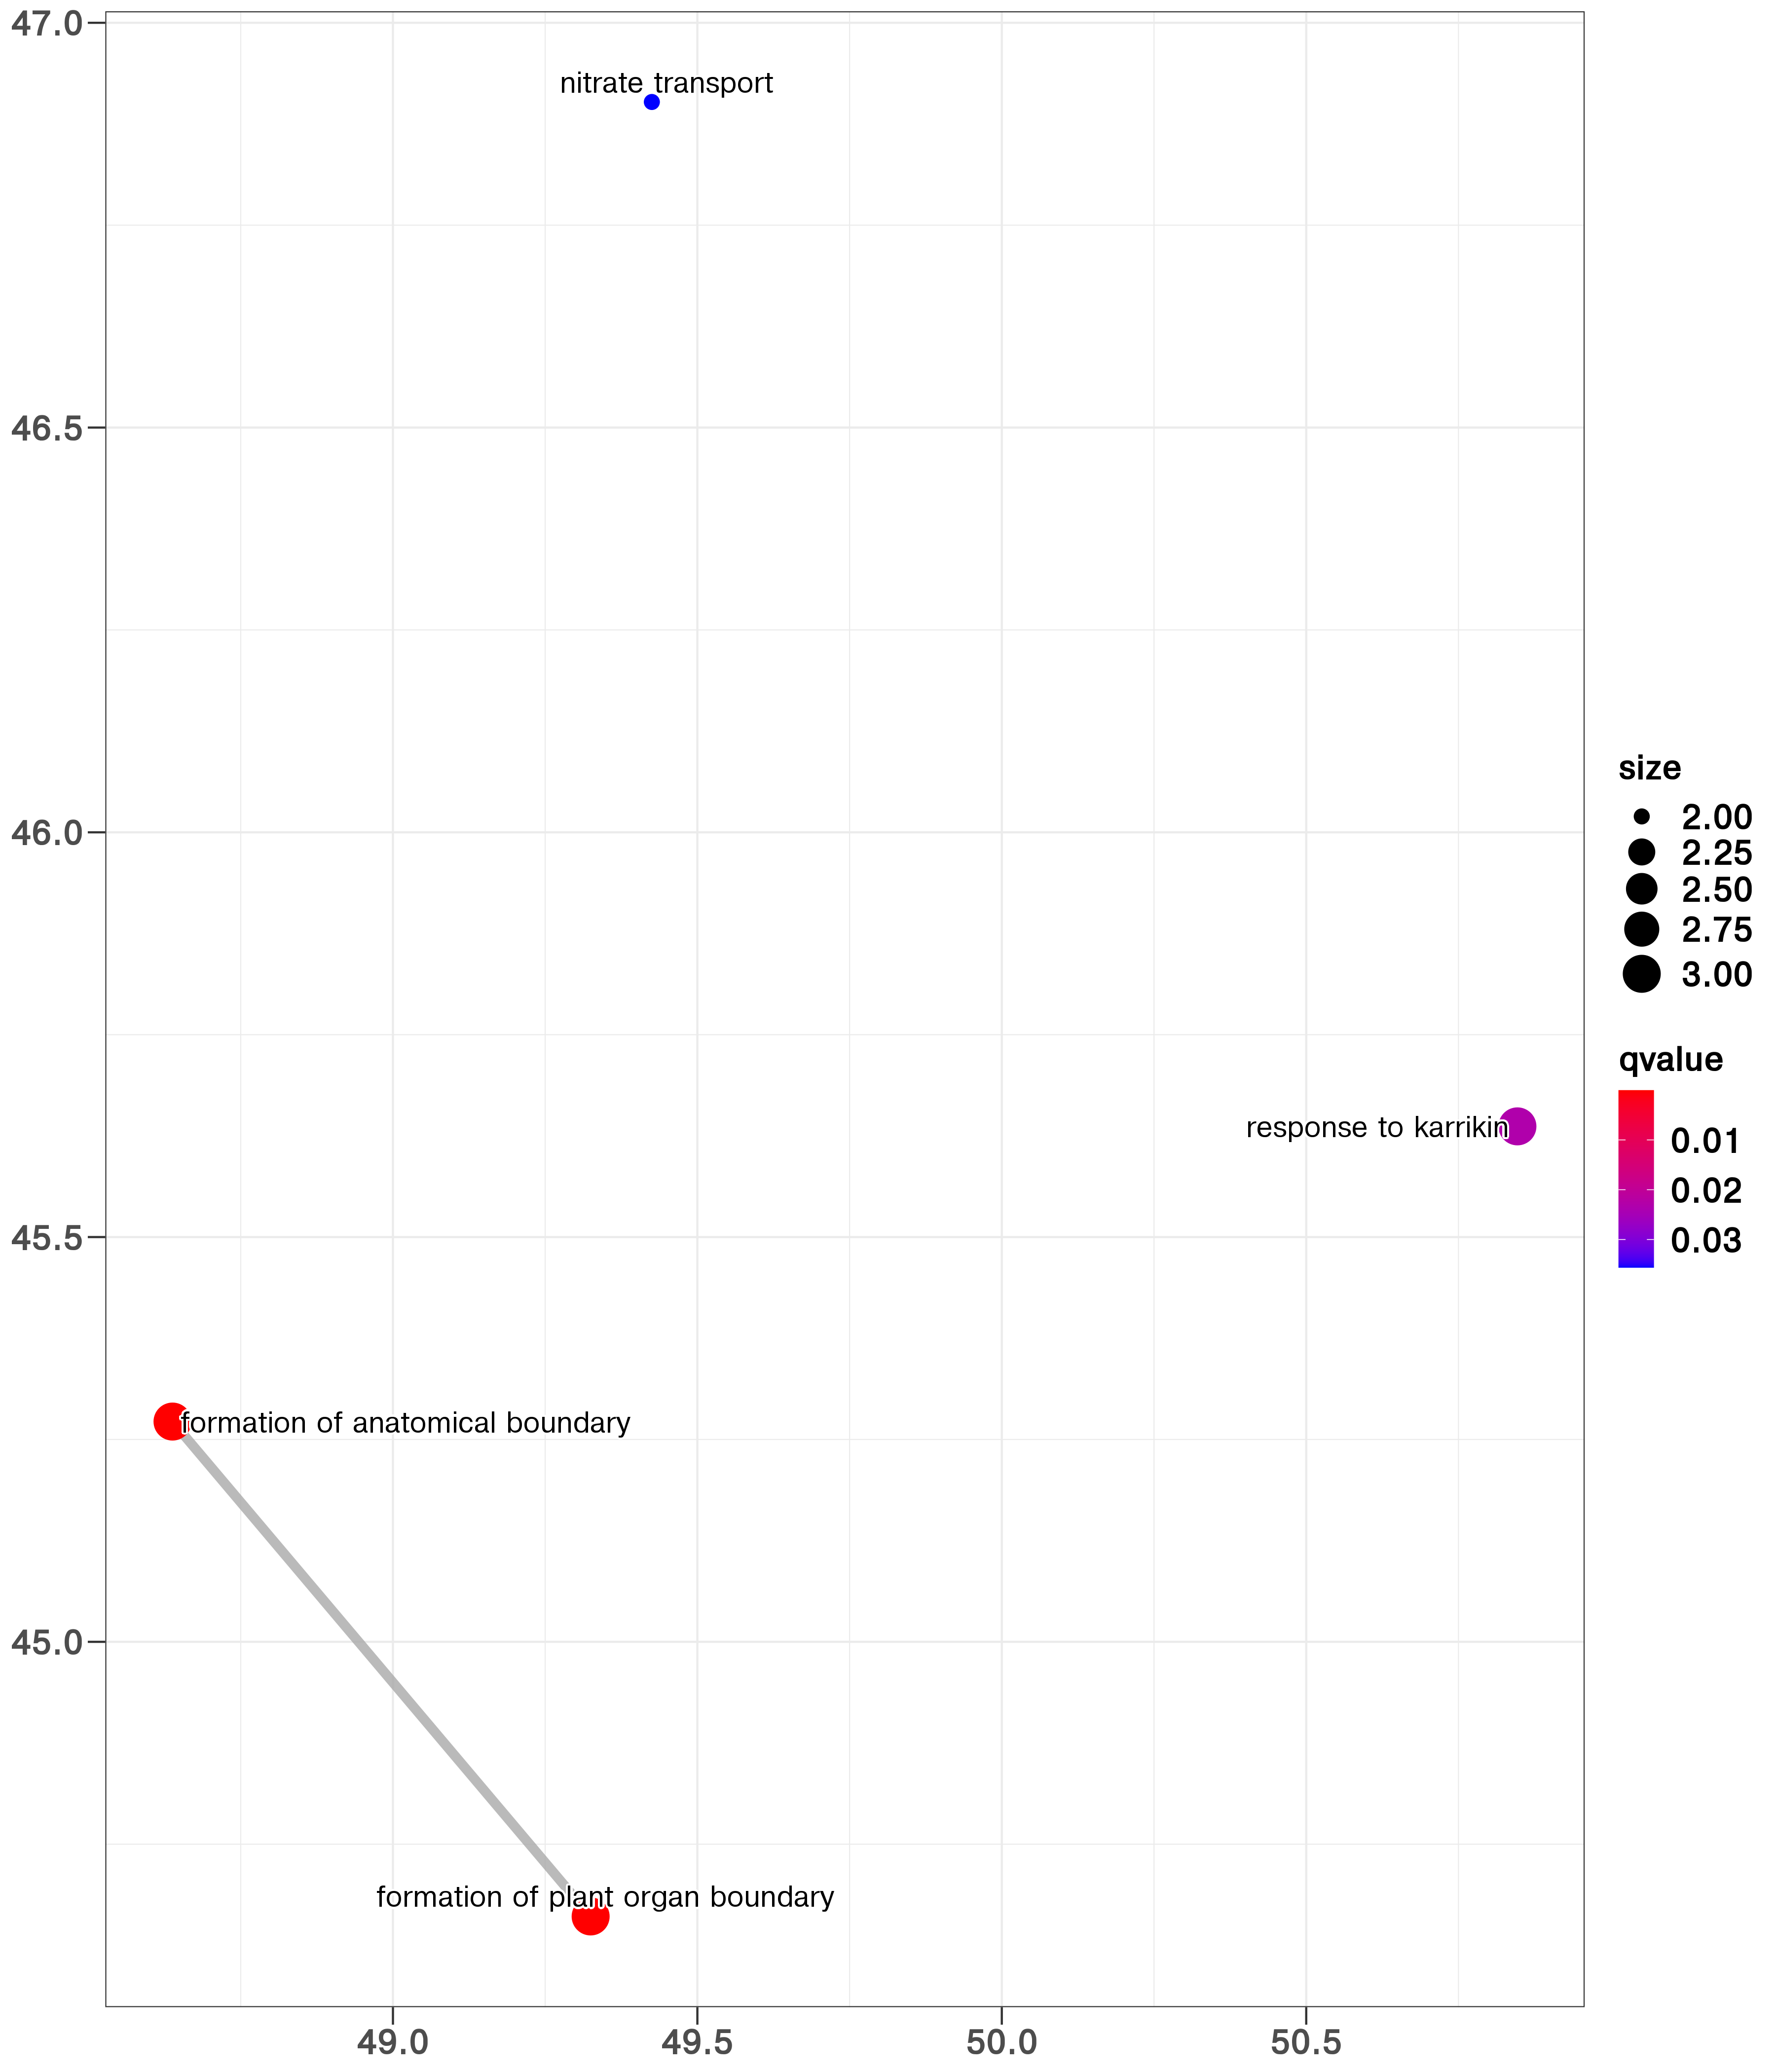 47.0
nitrate transport
46.5
46.0
response to karrikin
45.5
formation of anatomical boundary
45.0
formation of plant organ boundary
49.0
49.5
50.0
50.5
size
2.00
2.25
2.50
2.75
3.00
qvalue
0.01
0.02
0.03